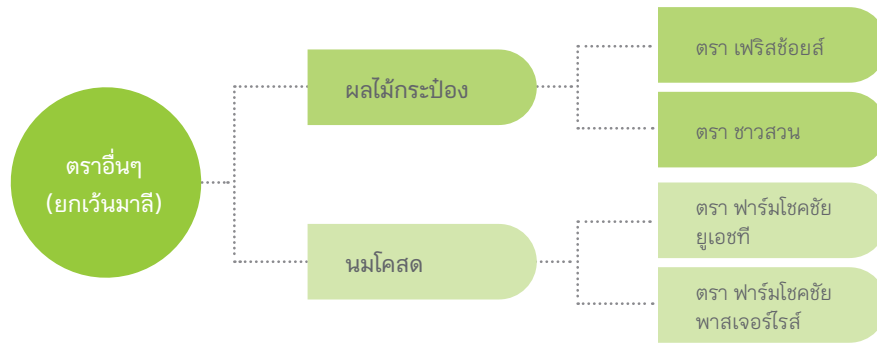 ตราอื่นๆ
(ยกเว้นมาลี)
ผลไม้กระป๋อง
ตรา เฟริสช้อยส์
ตรา ชาวสวน
นมโคสด
ตรา ฟาร์มโชคชัย
ยูเอชที
ตรา ฟาร์มโชคชัย
พาสเจอร์ไรส์